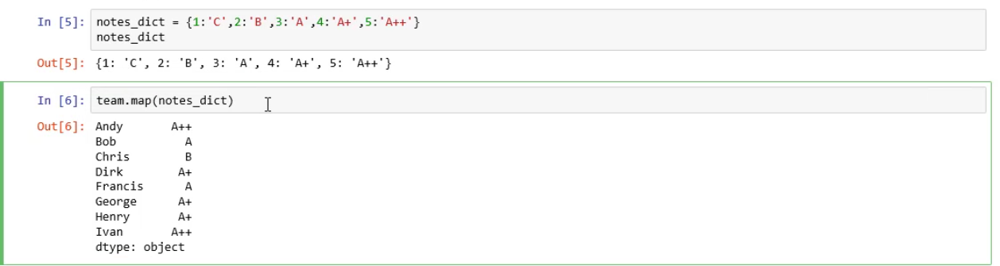 In [5]: notes_dict = {1:'C',2:'B',3:'A',4:'A+',5:'A++'}
notes_dict
Out[5]: {1: 'C', 2: 'B', 3: 'A', 4: 'A+', 5: 'A++'}
In [6]: team.map(notes_dict)
Out[6]: Andy A++
Bob A
Chris B
Dirk A+
Francis A
George A+
Henry A+
Ivan A++
dtype: object